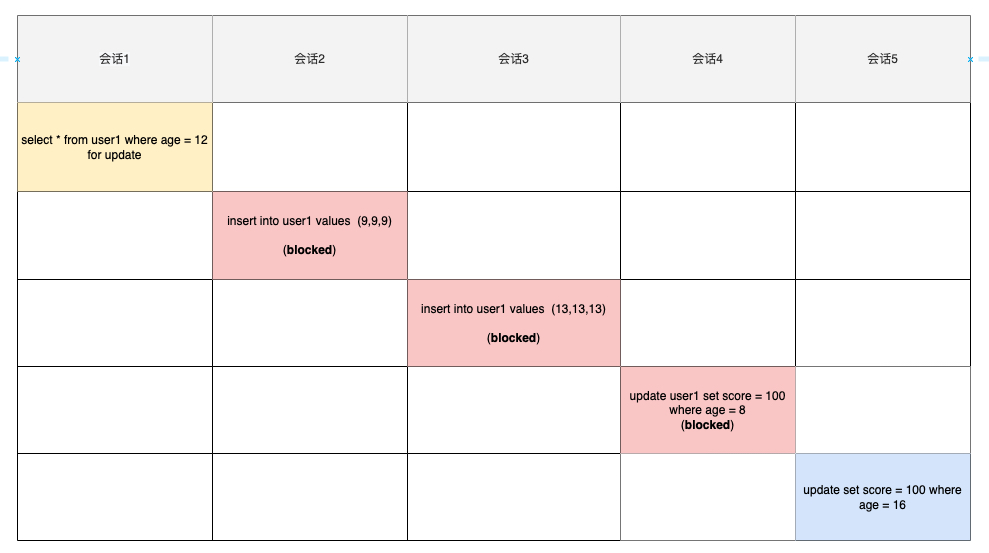 会话1
会话2
会话3
会话4
会话5
select * from user1 where age = 12
for update
insert into user1 values  (9,9,9)
(blocked)
insert into user1 values  (13,13,13)
(blocked)
update user1 set score = 100
where age = 8
(blocked)
update set score = 100 where
age = 16